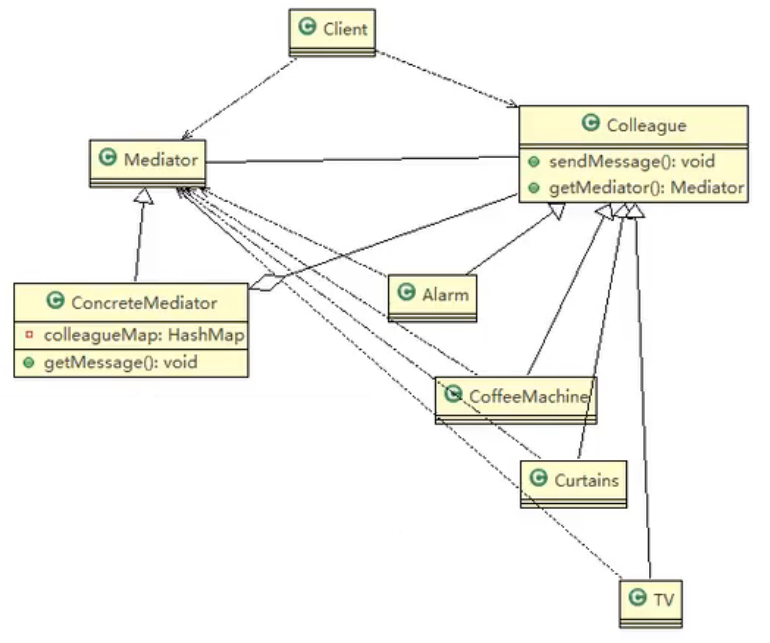 Client
Colleague
sendMessage(): void
getMediator(): Mediator
Mediator
ConcreteMediator
colleagueMap: HashMap
getMessage(): void
Alarm
CoffeeMachine
Curtains
TV